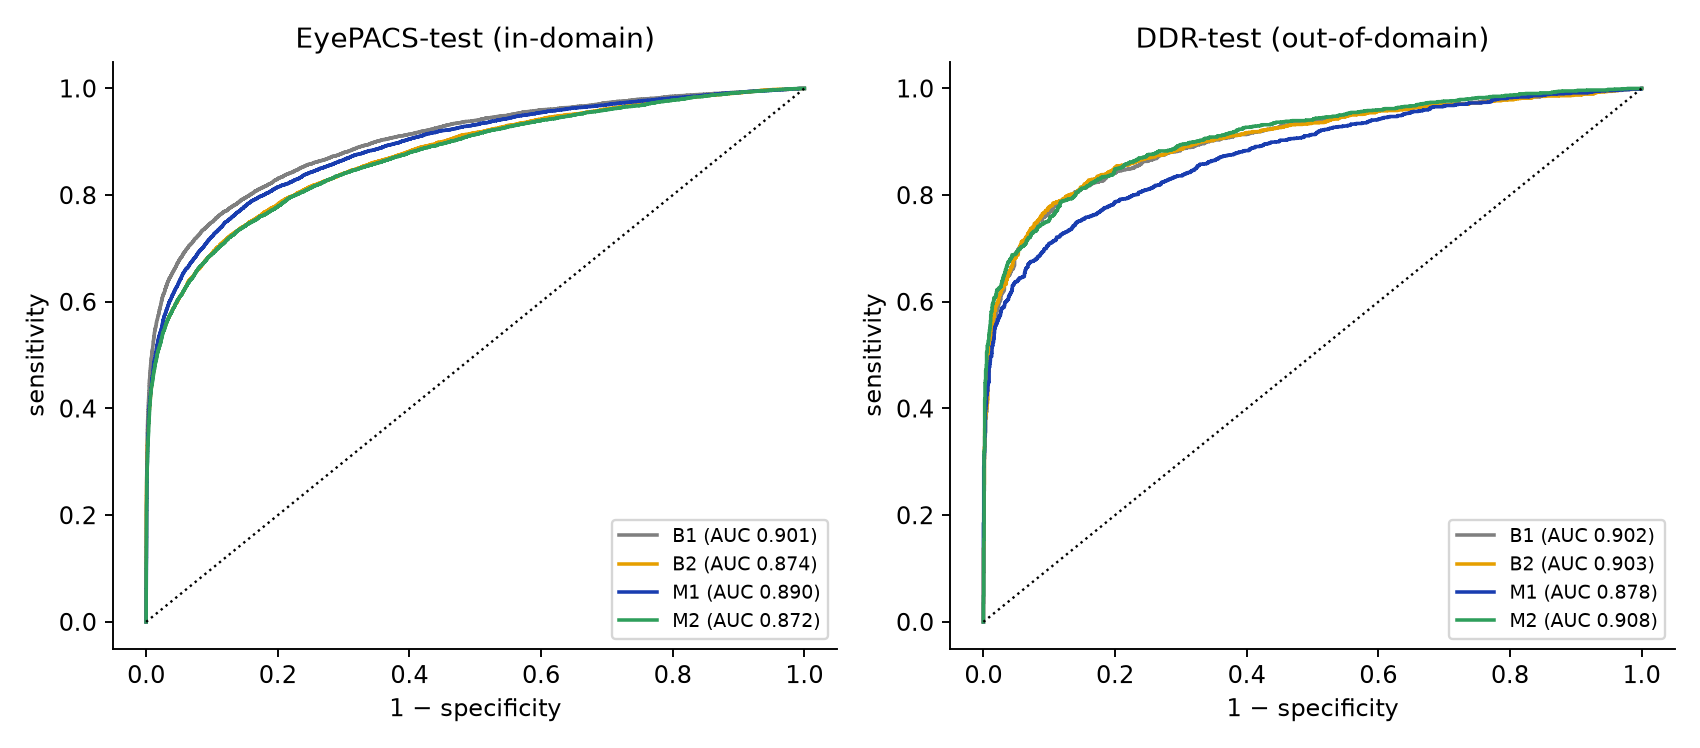 EyePACS-test (in-domain)
sensitivity
1.0
0.8
0.6
0.4
0.2
0.0
0.0 0.2 0.4 0.6 0.8 1.0
1 − specificity
B1 (AUC 0.901)
B2 (AUC 0.874)
M1 (AUC 0.890)
M2 (AUC 0.872)
DDR-test (out-of-domain)
sensitivity
1.0
0.8
0.6
0.4
0.2
0.0
0.0 0.2 0.4 0.6 0.8 1.0
1 − specificity
B1 (AUC 0.902)
B2 (AUC 0.903)
M1 (AUC 0.878)
M2 (AUC 0.908)